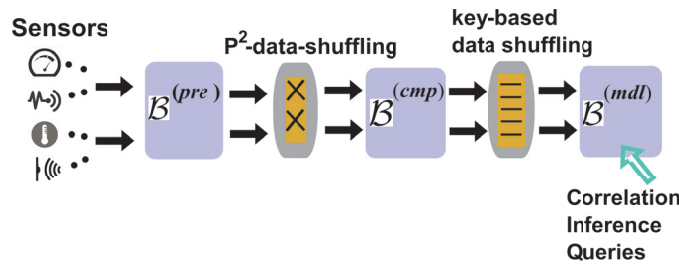 Sensors
P²-data-shuffling
key-based
data shuffling
B(pre)
B(cmp)
B(mdl)
Correlation
Inference
Queries